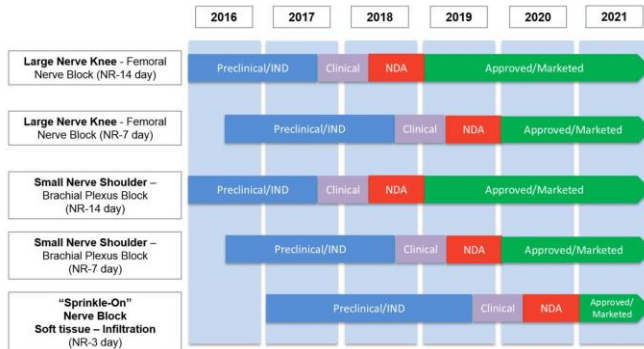 2016 2017 2018 2019 2020 2021
Large Nerve Knee - Femoral
Nerve Block (NR-14 day)
Preclinical/IND Clinical NDA Approved/Marketed
Large Nerve Knee - Femoral
Nerve Block (NR-7 day)
Preclinical/IND Clinical NDA Approved/Marketed
Small Nerve Shoulder –
Brachial Plexus Block
(NR-14 day)
Preclinical/IND Clinical NDA Approved/Marketed
Small Nerve Shoulder –
Brachial Plexus Block
(NR-7 day)
Preclinical/IND Clinical NDA Approved/Marketed
“Sprinkle-On”
Nerve Block
Soft tissue – Infiltration
(NR-3 day)
Preclinical/IND Clinical NDA Approved/
Marketed